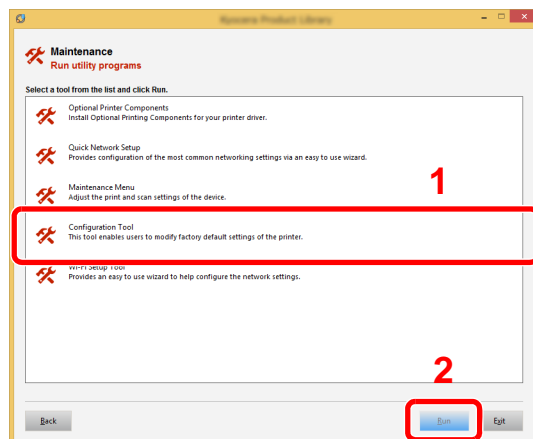 Kyocera Product Library
Maintenance
Run utility programs
Select a tool from the list and click Run.
Optional Printer Components
Install Optional Printing Components for your printer driver.
Quick Network Setup
Provides configuration of the most common networking settings via an easy to use wizard.
1
Maintenance Menu
Adjust the print and scan settings of the device.
Configuration Tool
This tool enables users to modify factory default settings of the printer.
Wi-Fi Setup Tool
Provides an easy to use wizard to help configure the network settings.
2
Back
Run
Exit